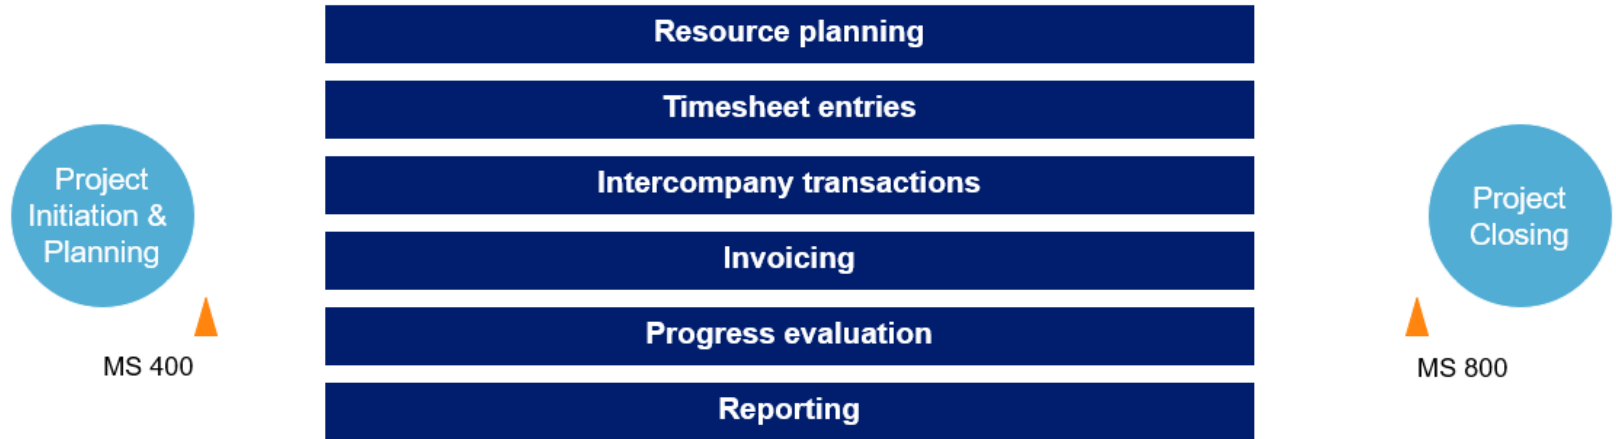 Resource planning
Timesheet entries
Project
Initiation &
Planning
Intercompany transactions
Project
Closing
Invoicing
Progress evaluation
MS 400
MS 800
Reporting